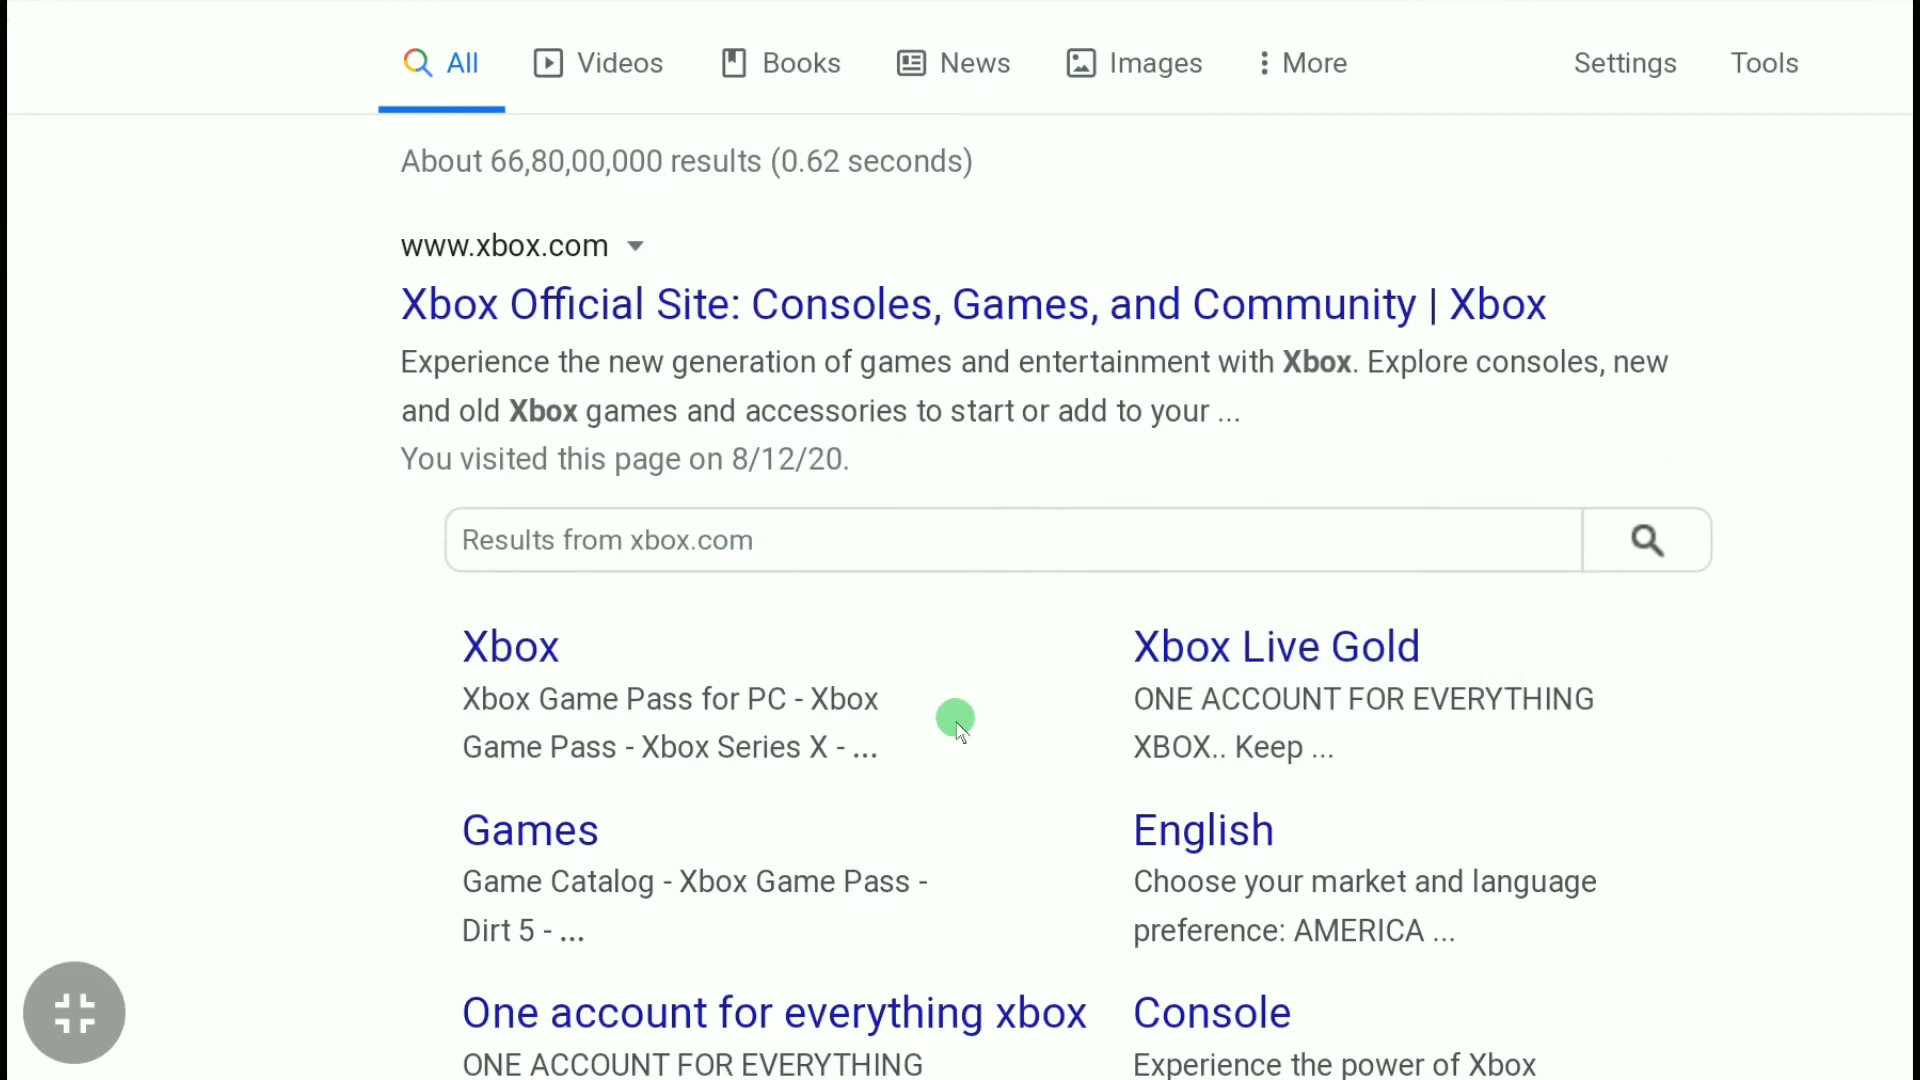 All Videos Books News Images More Settings Tools
About 66,80,00,000 results (0.62 seconds)
www.xbox.com
Xbox Official Site: Consoles, Games, and Community | Xbox
Experience the new generation of games and entertainment with Xbox. Explore consoles, new
and old Xbox games and accessories to start or add to your ...
You visited this page on 8/12/20.
Results from xbox.com
Xbox
Xbox Game Pass for PC - Xbox
Game Pass - Xbox Series X - ...
Xbox Live Gold
ONE ACCOUNT FOR EVERYTHING
XBOX.. Keep ...
Games
Game Catalog - Xbox Game Pass -
Dirt 5 - ...
English
Choose your market and language
preference: AMERICA ...
One account for everything xbox
ONE ACCOUNT FOR EVERYTHING
Console
Experience the power of Xbox